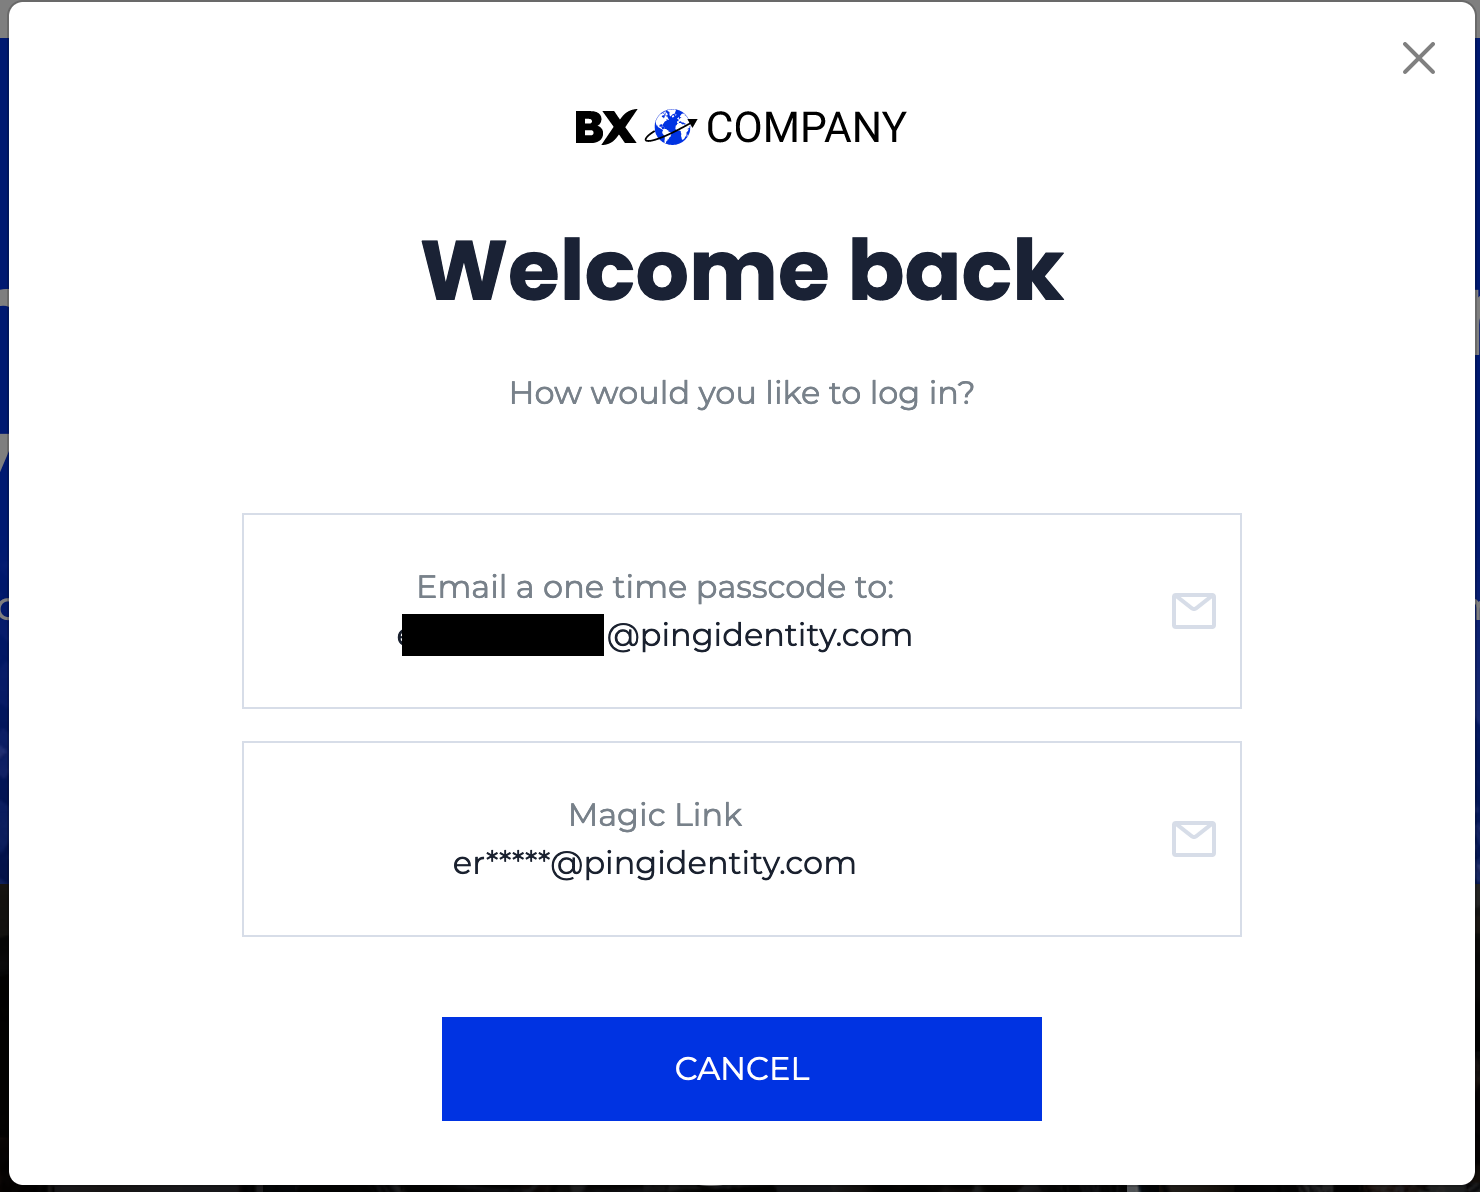 BX COMPANY
Welcome back
How would you like to log in?
Email a one time passcode to:
@pingidentity.com
Magic Link
er*****@pingidentity.com
CANCEL